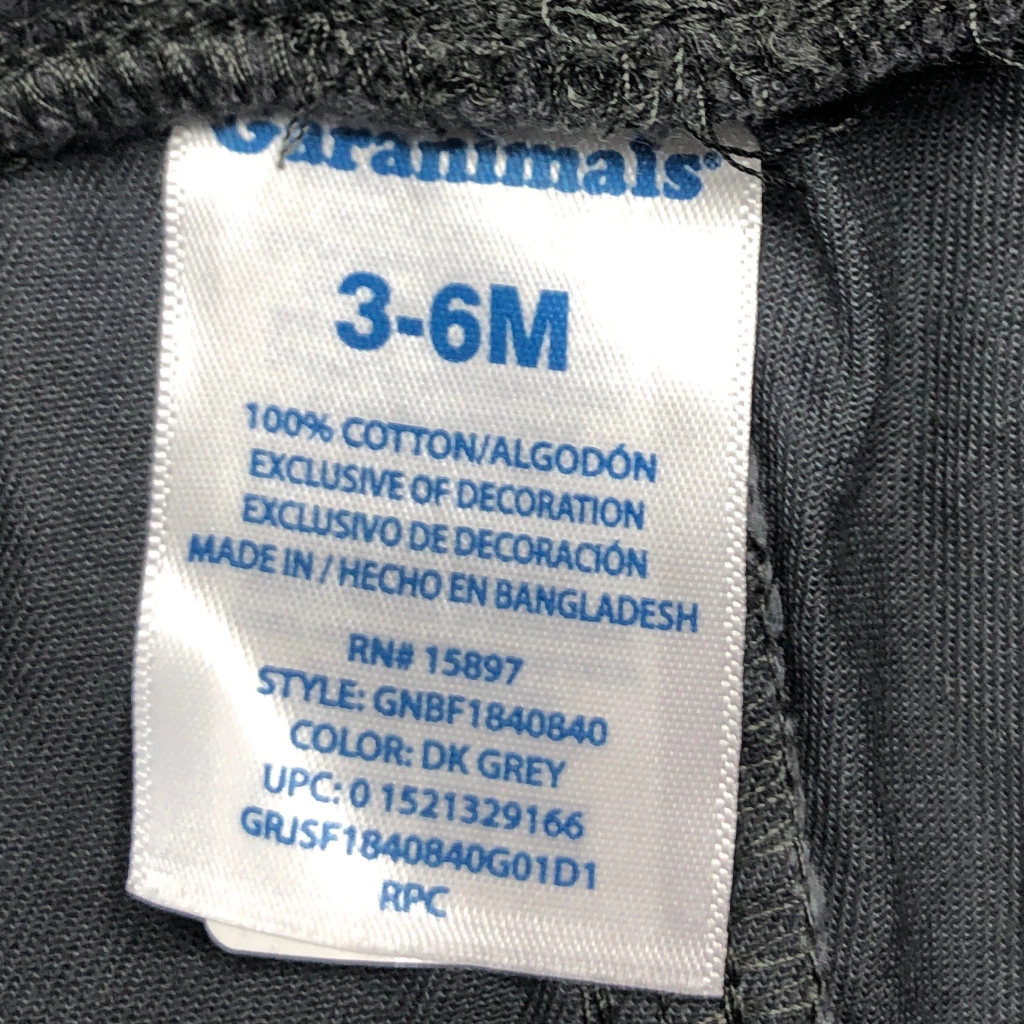 Garanimals®
3-6M
100% COTTON/ALGODÓN
EXCLUSIVE OF DECORATION
EXCLUSIVO DE DECORACIÓN
MADE IN / HECHO EN BANGLADESH
RN# 15897
STYLE: GNBF1840840
COLOR: DK GREY
UPC: 0 1521329166
GRJSF1840840G01D1
RPC